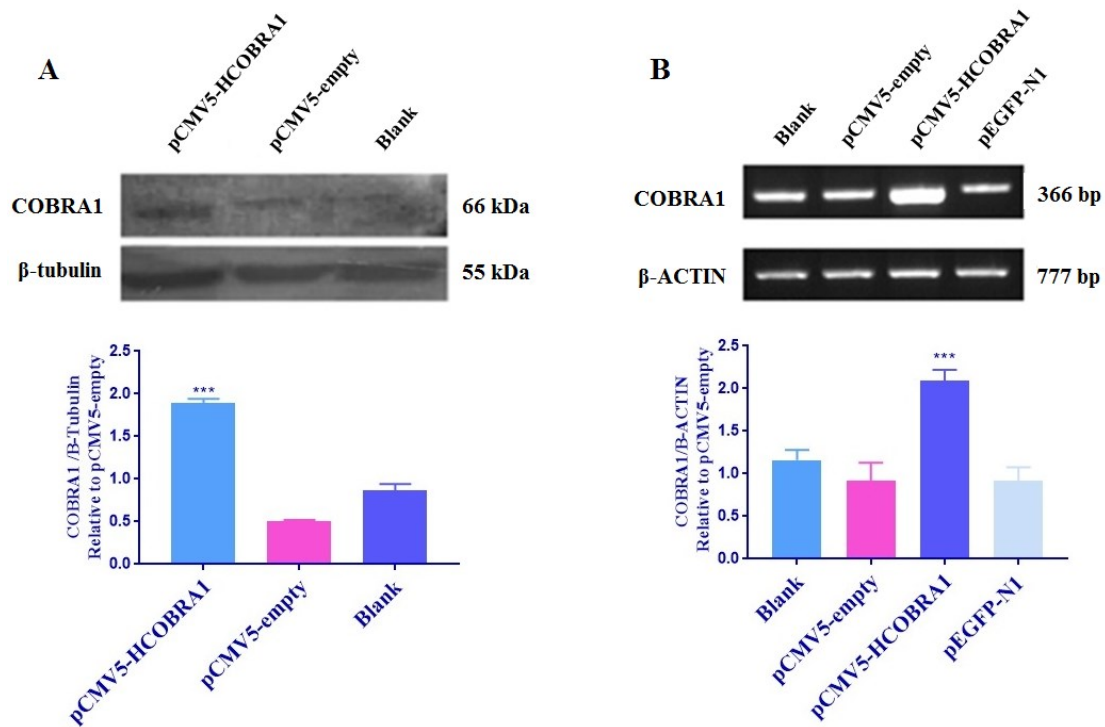 A
pCMV5-HCOBRA1
pCMV5-empty
Blank
COBRA1
66 kDa
β-tubulin
55 kDa
COBRA1 /B-Tubulin
Relative to pCMV5-empty
2.5
2.0
1.5
1.0
0.5
0.0
***
pCMV5-HCOBRA1
pCMV5-empty
Blank
B
Blank
pCMV5-empty
pCMV5-HCOBRA1
pEGFP-N1
COBRA1
366 bp
β-ACTIN
777 bp
COBRA1/B-ACTIN
Relative to pCMV5-empty
2.5
2.0
1.5
1.0
0.5
0.0
***
Blank
pCMV5-empty
pCMV5-HCOBRA1
pEGFP-N1